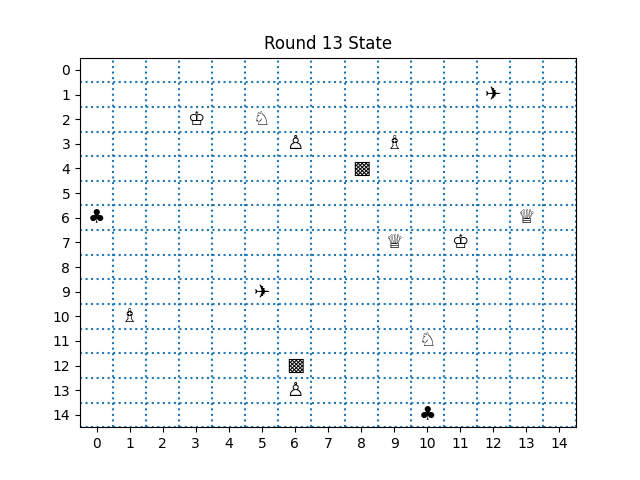 Round 13 State
0
1 ✈
2 ♔ ♘
3 ♙ ♗
4 ▩
5
6 ♣ ♕
7 ♕ ♔
8
9 ✈
10 ♗
11 ♘
12 ▩
13 ♙
14 ♣
0 1 2 3 4 5 6 7 8 9 10 11 12 13 14